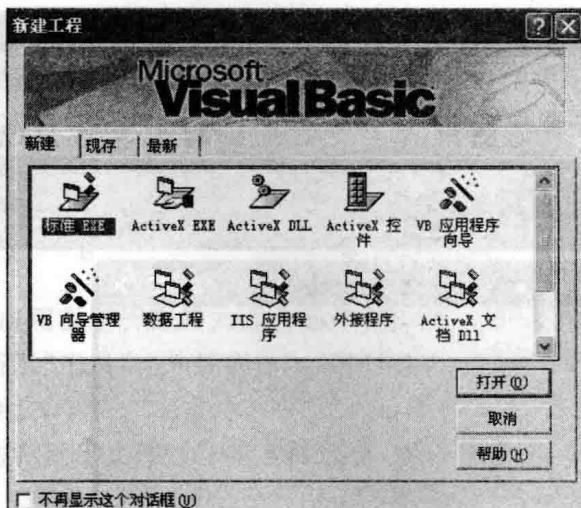 新建工程
Microsoft
Visual Basic
新建 现存 最新
标准 EXE ActiveX EXE ActiveX DLL ActiveX 控件 VB 应用程序向导
VB 向导管理器 数据工程 IIS 应用程序 外接程序 ActiveX 文档 Dll
打开(O)
取消
帮助(H)
不再显示这个对话框(U)